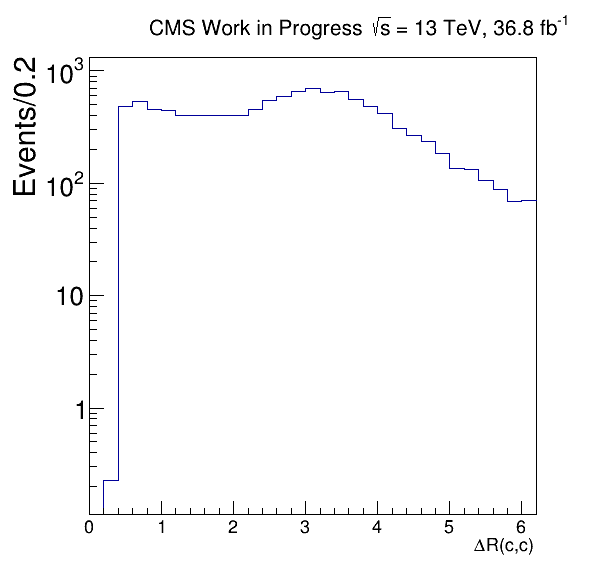 CMS Work in Progress √s = 13 TeV, 36.8 fb⁻¹
Events/0.2
10³
10²
10
1
0 1 2 3 4 5 6
ΔR(c,c)